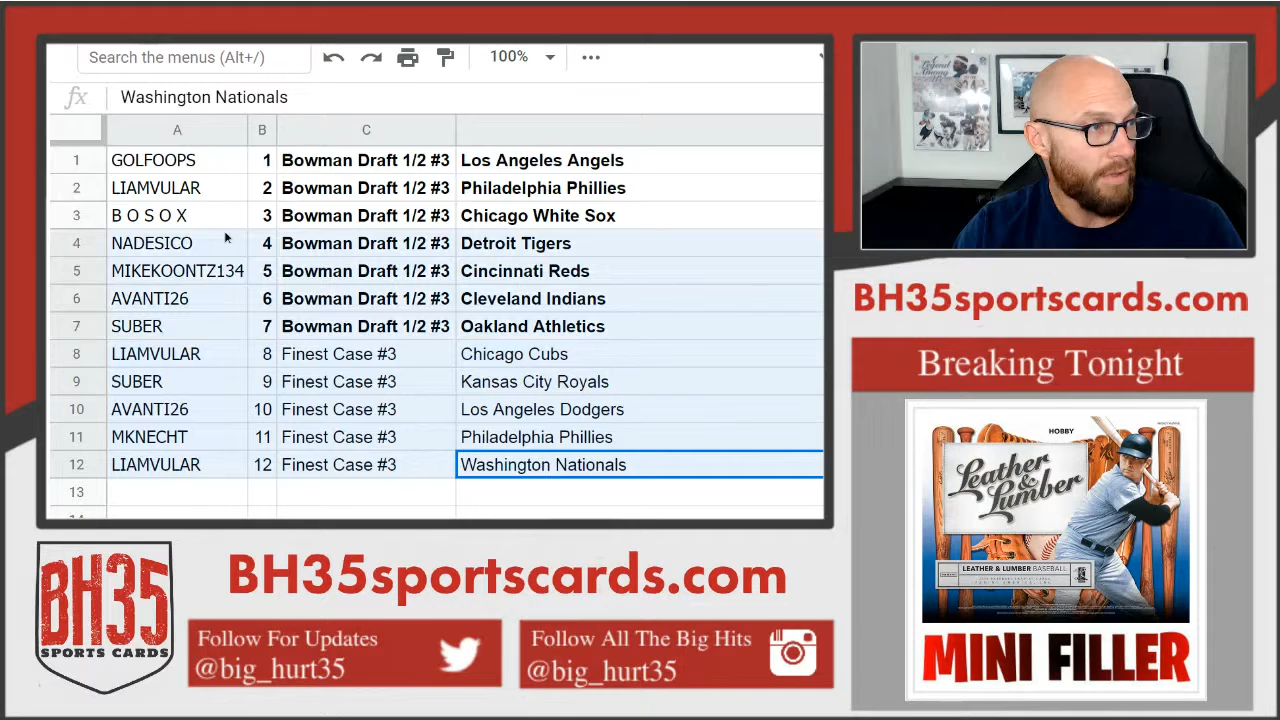 Search the menus (Alt+/)
100%
fx Washington Nationals
A B C
1 GOLFOOPS 1 Bowman Draft 1/2 #3 Los Angeles Angels
2 LIAMVULAR 2 Bowman Draft 1/2 #3 Philadelphia Phillies
3 B O S O X 3 Bowman Draft 1/2 #3 Chicago White Sox
4 NADESICO 4 Bowman Draft 1/2 #3 Detroit Tigers
5 MIKEKOONTZ134 5 Bowman Draft 1/2 #3 Cincinnati Reds
6 AVANTI26 6 Bowman Draft 1/2 #3 Cleveland Indians
7 SUBER 7 Bowman Draft 1/2 #3 Oakland Athletics
8 LIAMVULAR 8 Finest Case #3 Chicago Cubs
9 SUBER 9 Finest Case #3 Kansas City Royals
10 AVANTI26 10 Finest Case #3 Los Angeles Dodgers
11 MKNECHT 11 Finest Case #3 Philadelphia Phillies
12 LIAMVULAR 12 Finest Case #3 Washington Nationals
13
BH35sportscards.com
Breaking Tonight
HOBBY
Leather
&
Lumber
LEATHER & LUMBER BASEBALL
MINI FILLER
BH35
SPORTS CARDS
BH35sportscards.com
Follow For Updates
@big_hurt35
Follow All The Big Hits
@big_hurt35